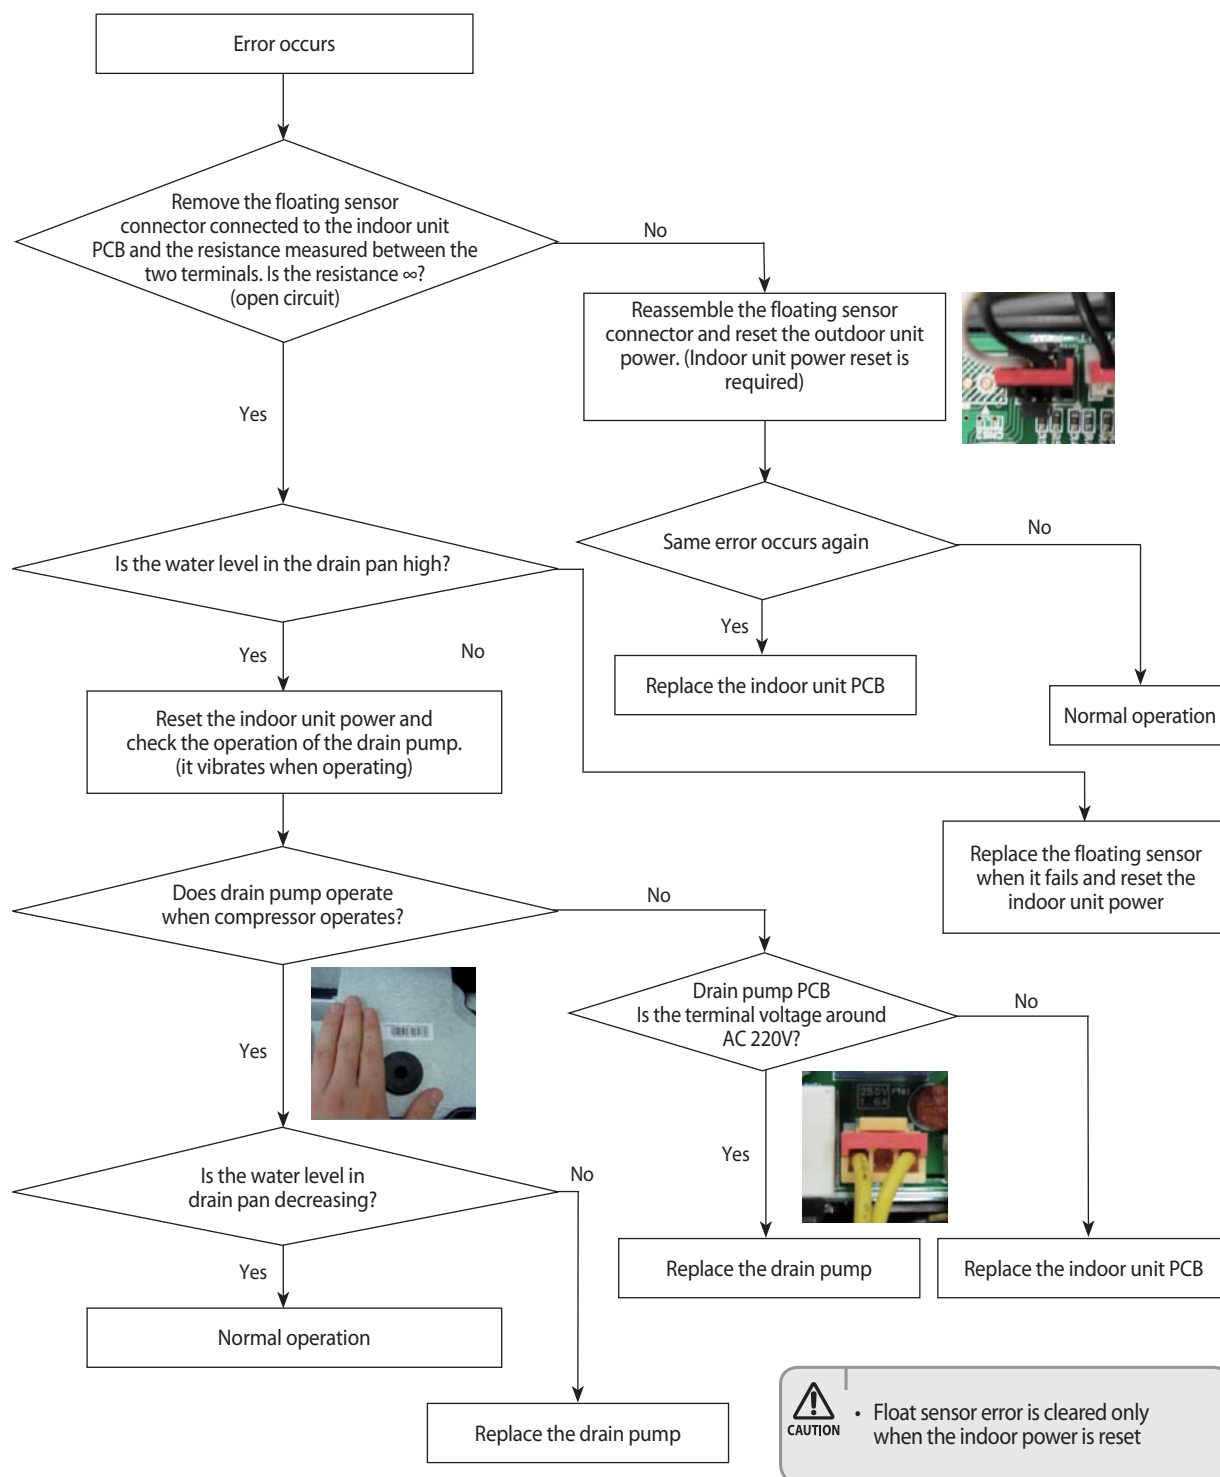 Error occurs
Remove the floating sensor
connector connected to the indoor unit
PCB and the resistance measured between the
two terminals. Is the resistance ∞?
(open circuit)
No
Reassemble the floating sensor
connector and reset the outdoor unit
power. (Indoor unit power reset is
required)
Yes
Same error occurs again
No
Is the water level in the drain pan high?
Yes
Replace the indoor unit PCB
Yes
No
Normal operation
Reset the indoor unit power and
check the operation of the drain pump.
(it vibrates when operating)
Replace the floating sensor
when it fails and reset the
indoor unit power
Does drain pump operate
when compressor operates?
No
Drain pump PCB
Is the terminal voltage around
AC 220V?
No
Yes
250V
1.6A
Yes
Is the water level in
drain pan decreasing?
No
Replace the drain pump
Replace the indoor unit PCB
Yes
Normal operation
Replace the drain pump
CAUTION
• Float sensor error is cleared only
when the indoor power is reset